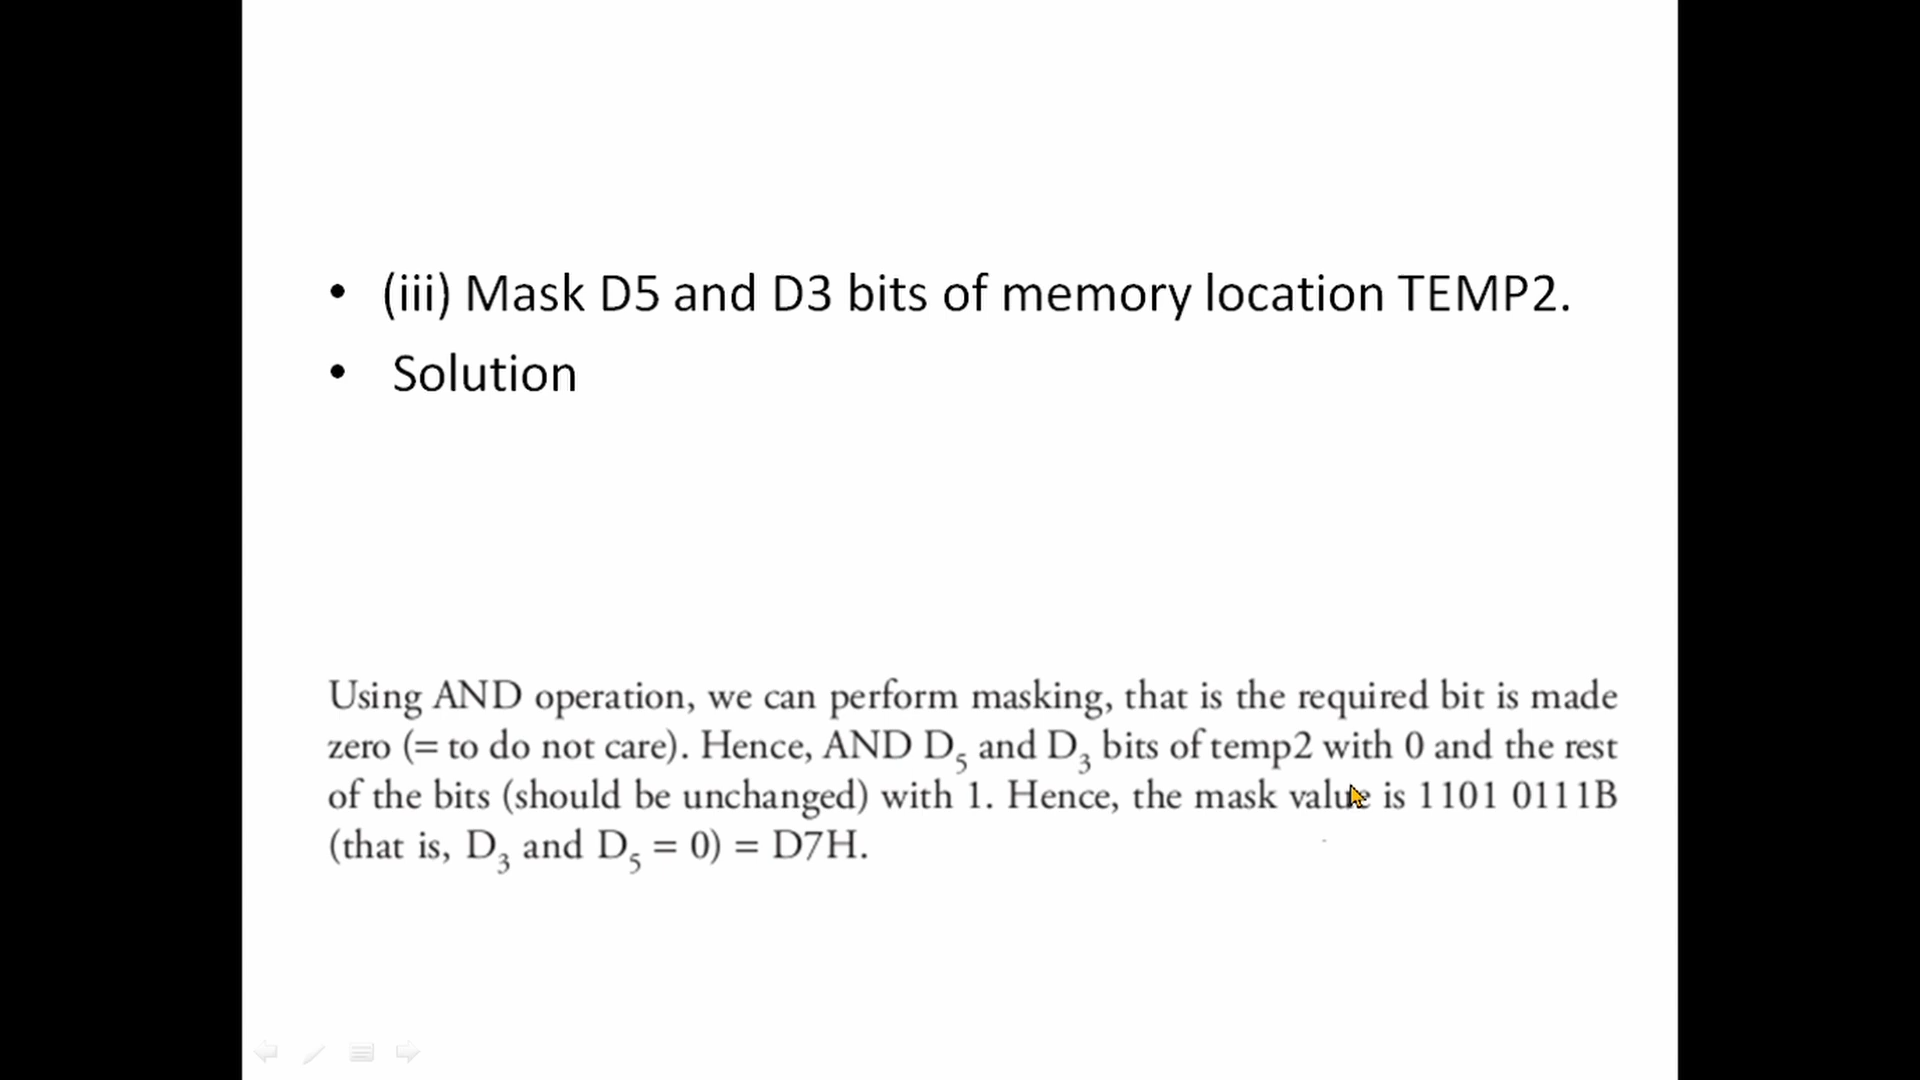 • (iii) Mask D5 and D3 bits of memory location TEMP2.
• Solution
Using AND operation, we can perform masking, that is the required bit is made
zero (= to do not care). Hence, AND D₅ and D₃ bits of temp2 with 0 and the rest
of the bits (should be unchanged) with 1. Hence, the mask value is 1101 0111B
(that is, D₃ and D₅ = 0) = D7H.